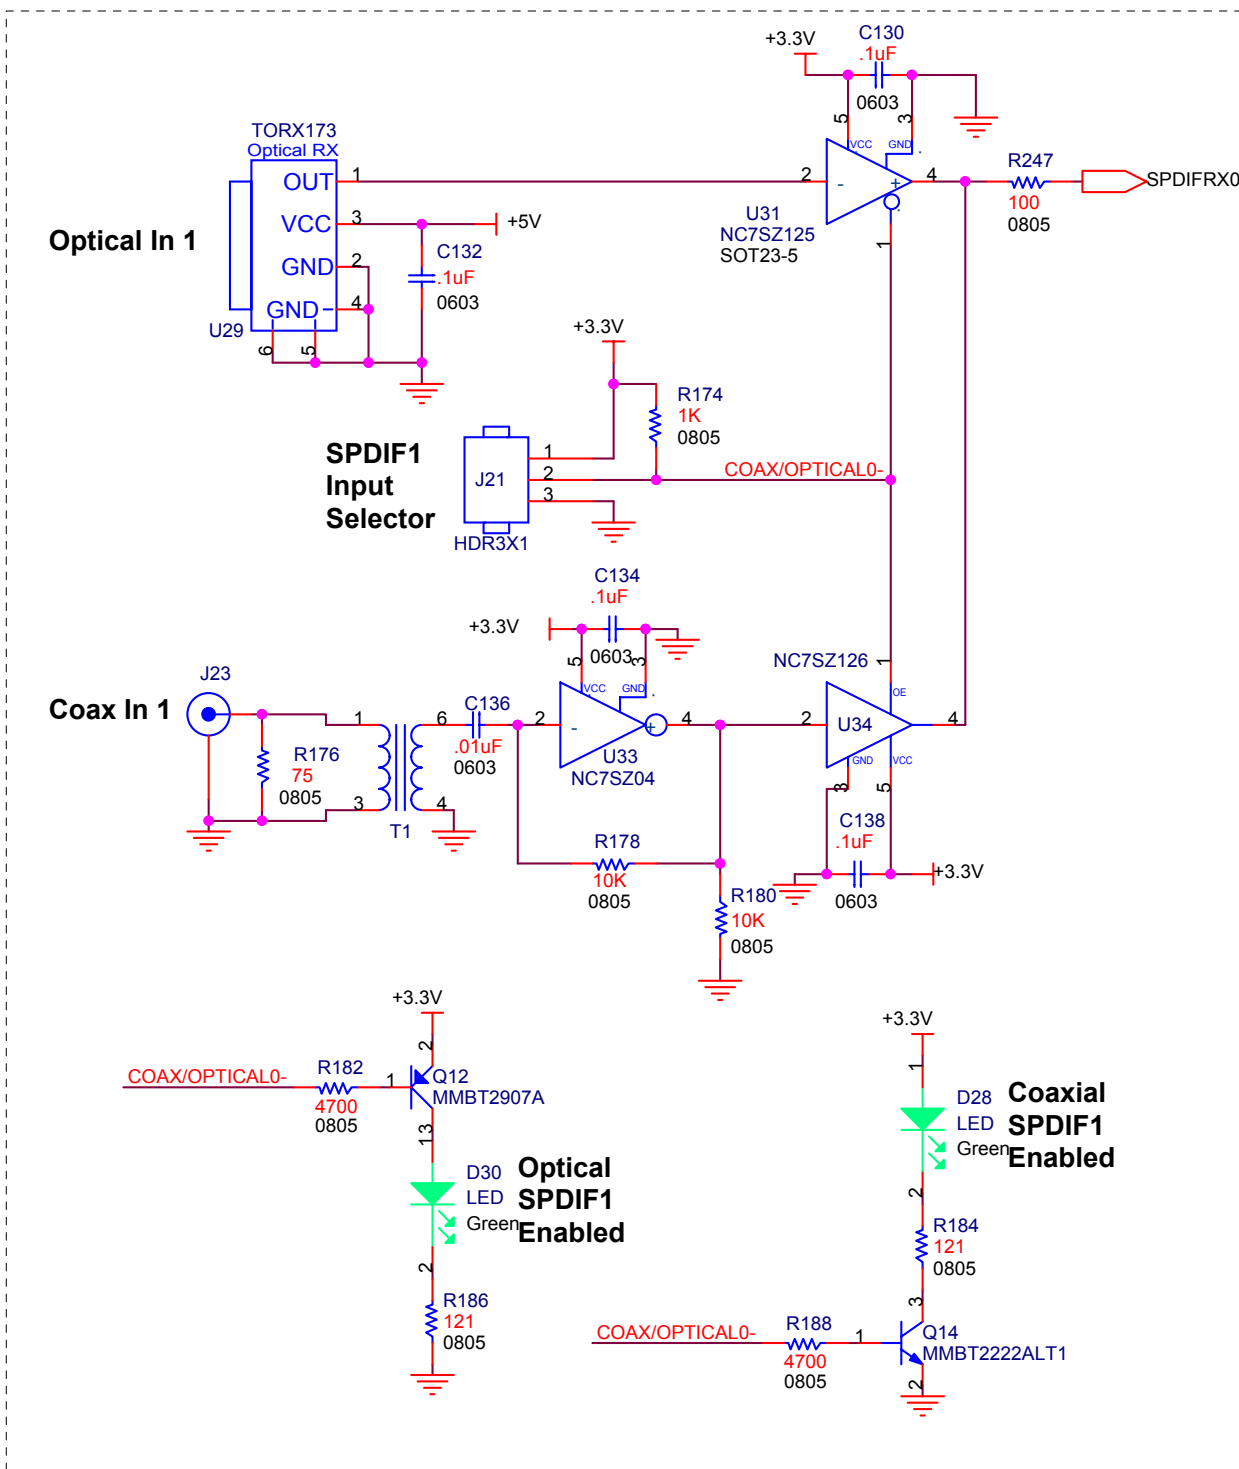 +3.3V
C130
.1uF
0603
5
3
VCC
GND
TORX173
Optical RX
OUT
1
VCC
3
+5V
GND
2
GND
4
U29
6
5
Optical In 1
C132
.1uF
0603
2
-
+
4
1
U31
NC7SZ125
SOT23-5
R247
100
0805
SPDIFRX0
+3.3V
R174
1K
0805
SPDIF1
Input
Selector
J21
1
2
3
HDR3X1
COAX/OPTICAL0-
C134
.1uF
+3.3V
0603
5
3
VCC
GND
NC7SZ126
1
OE
Coax In 1
J23
R176
75
0805
1
3
6
4
T1
C136
.01uF
0603
2
-
4
U33
NC7SZ04
2
U34
4
GND
VCC
3
5
C138
.1uF
0603
+3.3V
R178
10K
0805
R180
10K
0805
+3.3V
2
COAX/OPTICAL0-
R182
4700
0805
1
Q12
MMBT2907A
3
1
D30
LED
Green
Optical
SPDIF1
Enabled
2
R186
121
0805
+3.3V
1
D28
LED
Green
Coaxial
SPDIF1
Enabled
2
R184
121
0805
3
COAX/OPTICAL0-
R188
4700
0805
1
Q14
MMBT2222ALT1
2